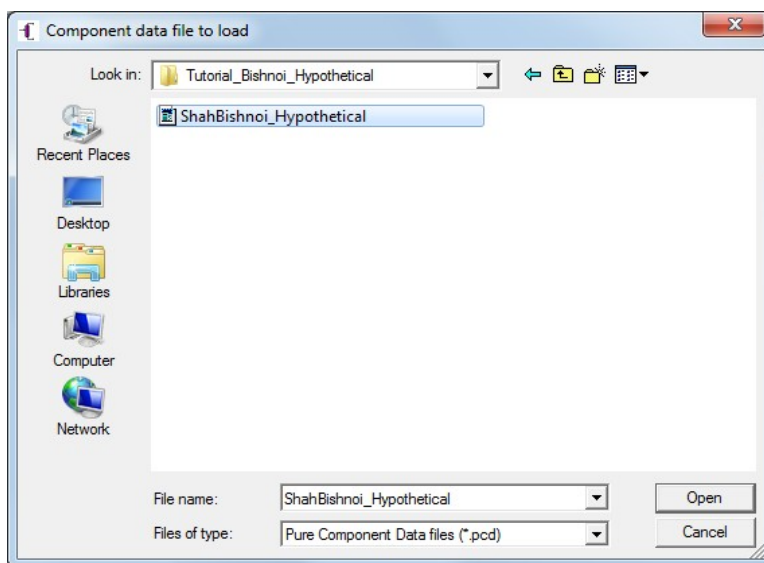 Component data file to load
Look in: Tutorial_Bishnoi_Hypothetical
ShahBishnoi_Hypothetical
Recent Places
Desktop
Libraries
Computer
Network
File name: ShahBishnoi_Hypothetical Open
Files of type: Pure Component Data files (*.pcd) Cancel